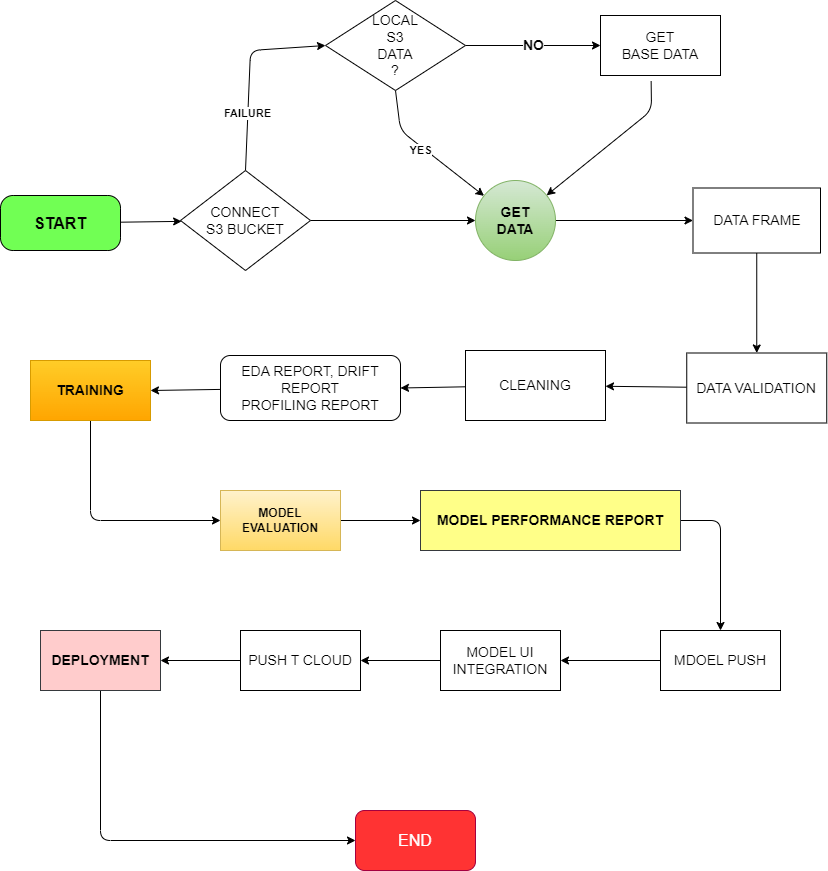 LOCAL
S3
DATA
?
NO
GET
BASE DATA
FAILURE
YES
START
CONNECT
S3 BUCKET
GET
DATA
DATA FRAME
TRAINING
EDA REPORT, DRIFT
REPORT
PROFILING REPORT
CLEANING
DATA VALIDATION
MODEL
EVALUATION
MODEL PERFORMANCE REPORT
DEPLOYMENT
PUSH T CLOUD
MODEL UI
INTEGRATION
MDOEL PUSH
END